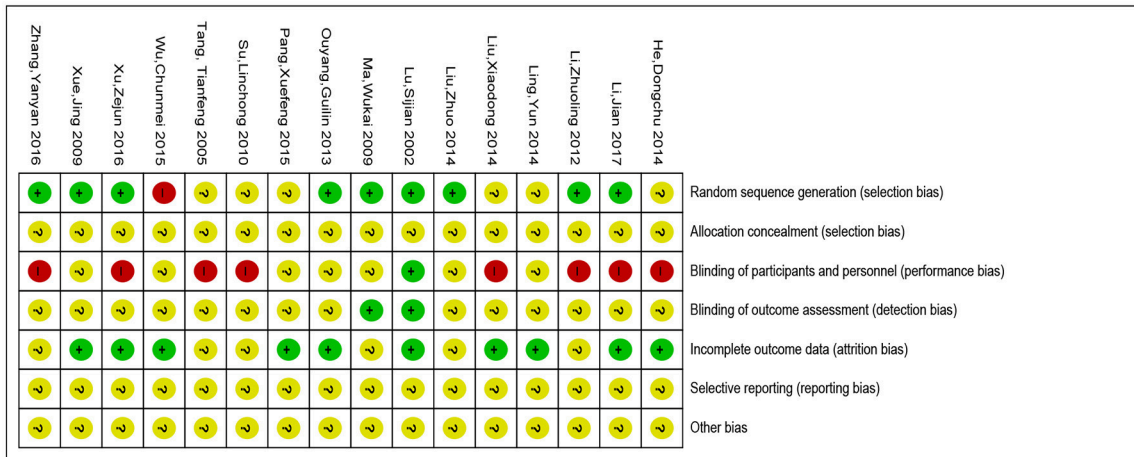 Zhang,Yanyan 2016
Xue,Jing 2009
Xu,Zejun 2016
Wu,Chunmei 2015
Tang, Tianfeng 2005
Su,Linchong 2010
Pang,Xuefeng 2015
Ouyang,Guilin 2013
Ma,Wukai 2009
Lu,Sijian 2002
Liu,Zhuo 2014
Liu,Xiaodong 2014
Ling,Yun 2014
Li,Zhuoling 2012
Li,Jian 2017
He,Dongchu 2014
+ + + − ? ? ? + + + + ? ? + + ? Random sequence generation (selection bias)
? ? ? ? ? ? ? ? ? ? ? ? ? ? ? ? Allocation concealment (selection bias)
− ? − ? − − ? ? ? + ? − ? − − − Blinding of participants and personnel (performance bias)
? ? ? ? ? ? ? ? + + ? ? ? ? ? ? Blinding of outcome assessment (detection bias)
? + + + ? ? + + ? + ? + + ? + + Incomplete outcome data (attrition bias)
? ? ? ? ? ? ? ? ? ? ? ? ? ? ? ? Selective reporting (reporting bias)
? ? ? ? ? ? ? ? ? ? ? ? ? ? ? ? Other bias